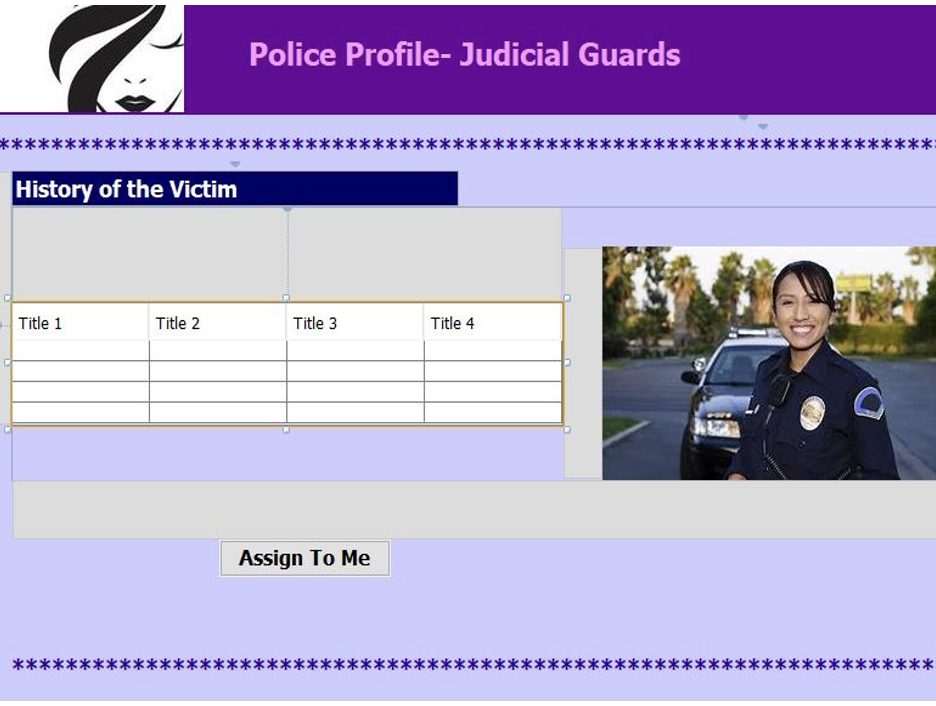 Police Profile- Judicial Guards
**********************************************************************
History of the Victim
Title 1 Title 2 Title 3 Title 4
Assign To Me
*********************************************************************